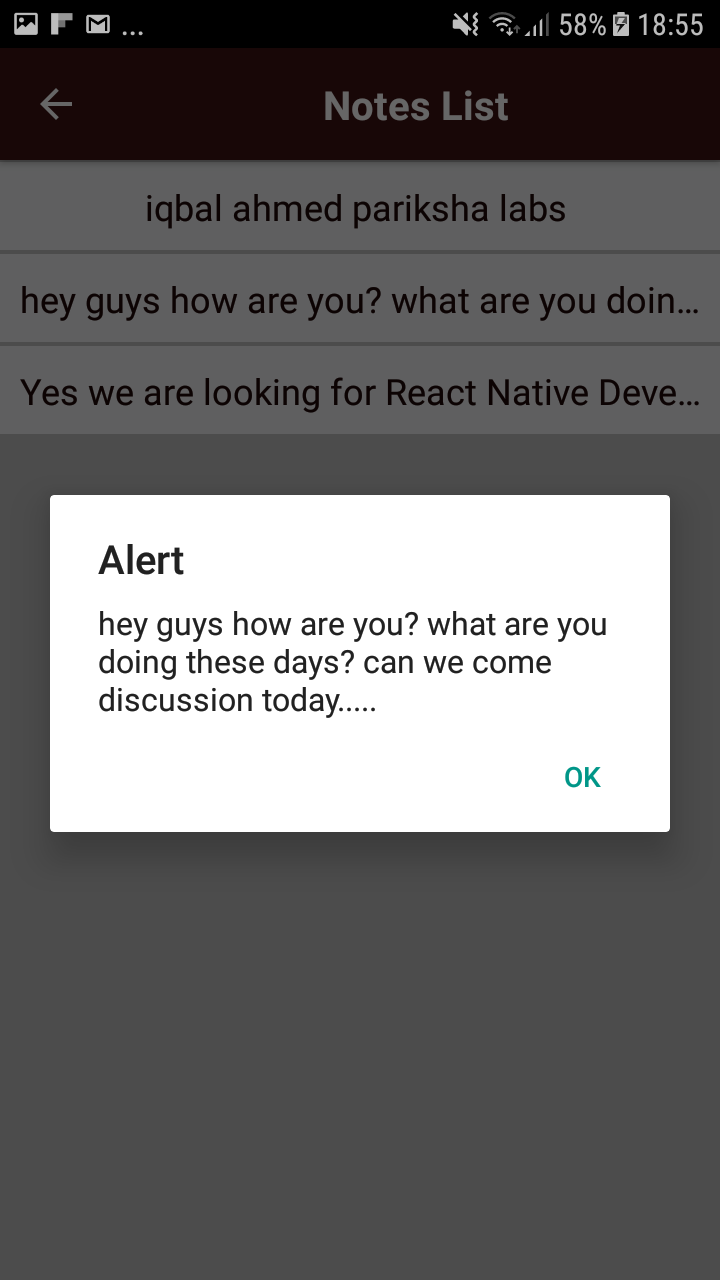 ... 58% 18:55
Notes List
iqbal ahmed pariksha labs
hey guys how are you? what are you doin...
Yes we are looking for React Native Deve...
Alert
hey guys how are you? what are you
doing these days? can we come
discussion today.....
OK